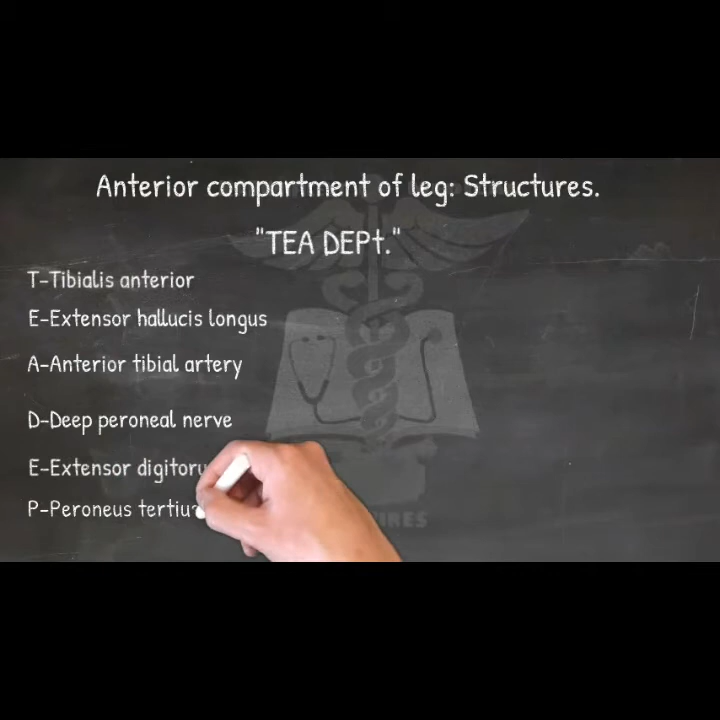 Anterior compartment of leg: Structures.
"TEA DEPt."
T-Tibialis anterior
E-Extensor hallucis longus
A-Anterior tibial artery
D-Deep peroneal nerve
E-Extensor
P-Peroneus